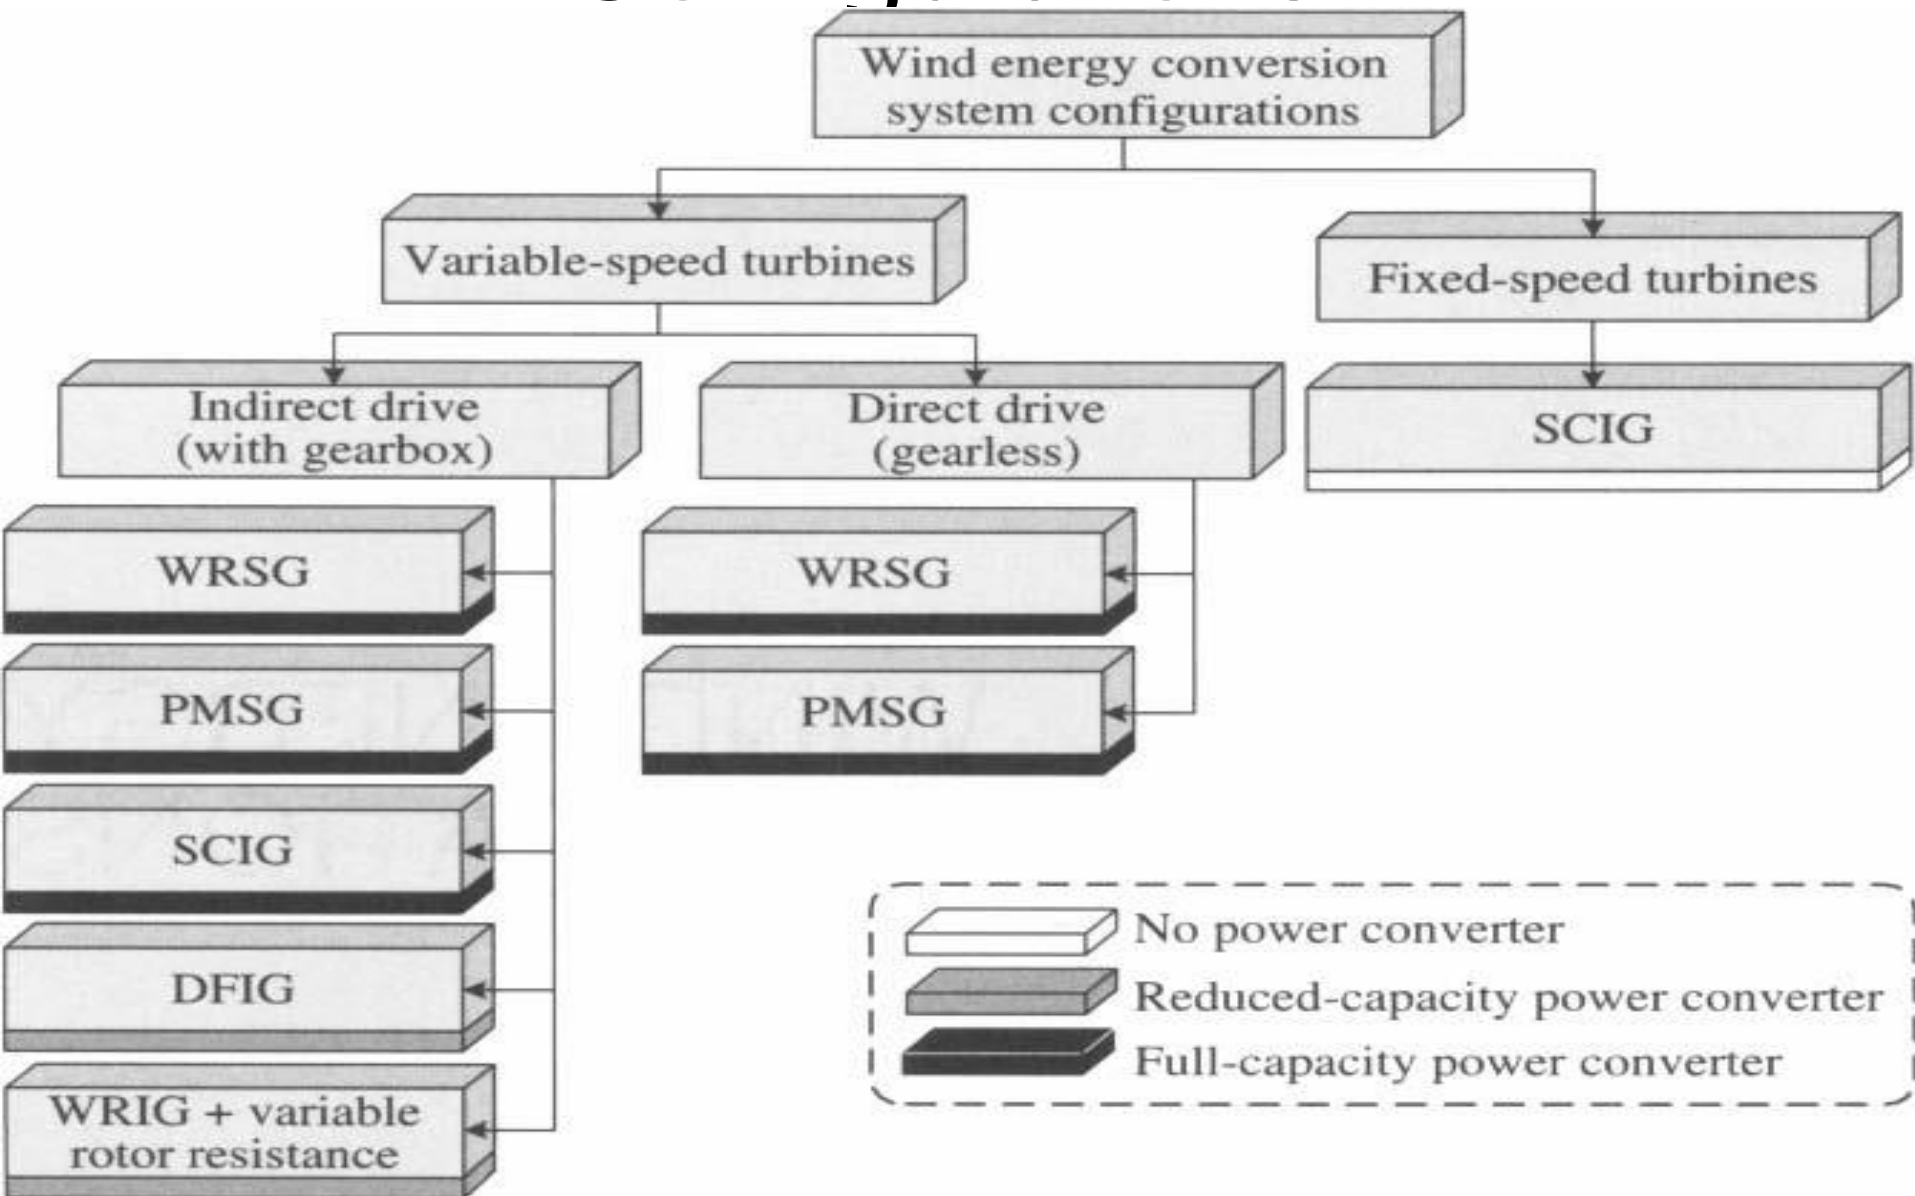 Wind energy conversion
system configurations
Variable-speed turbines
Fixed-speed turbines
Indirect drive
(with gearbox)
Direct drive
(gearless)
SCIG
WRSG
WRSG
PMSG
PMSG
SCIG
DFIG
WRIG + variable
rotor resistance
No power converter
Reduced-capacity power converter
Full-capacity power converter